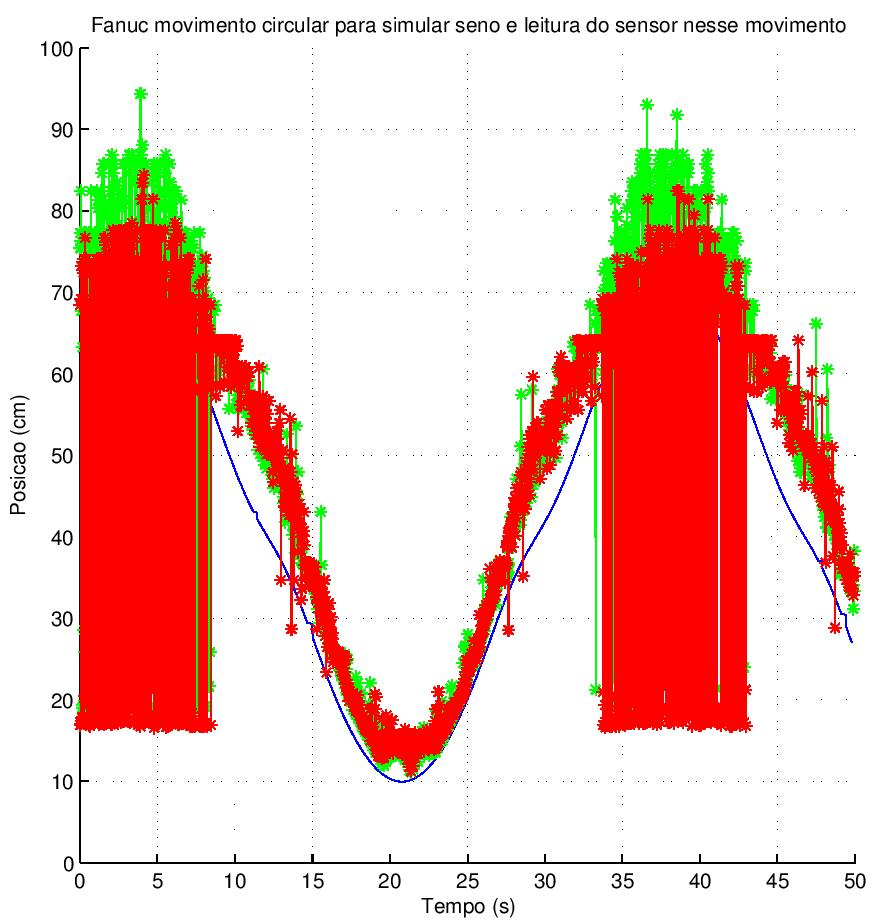 Fanuc movimento circular para simular seno e leitura do sensor nesse movimento
100
90
80
70
60
50
40
30
20
10
0
Posicao (cm)
0 5 10 15 20 25 30 35 40 45 50
Tempo (s)